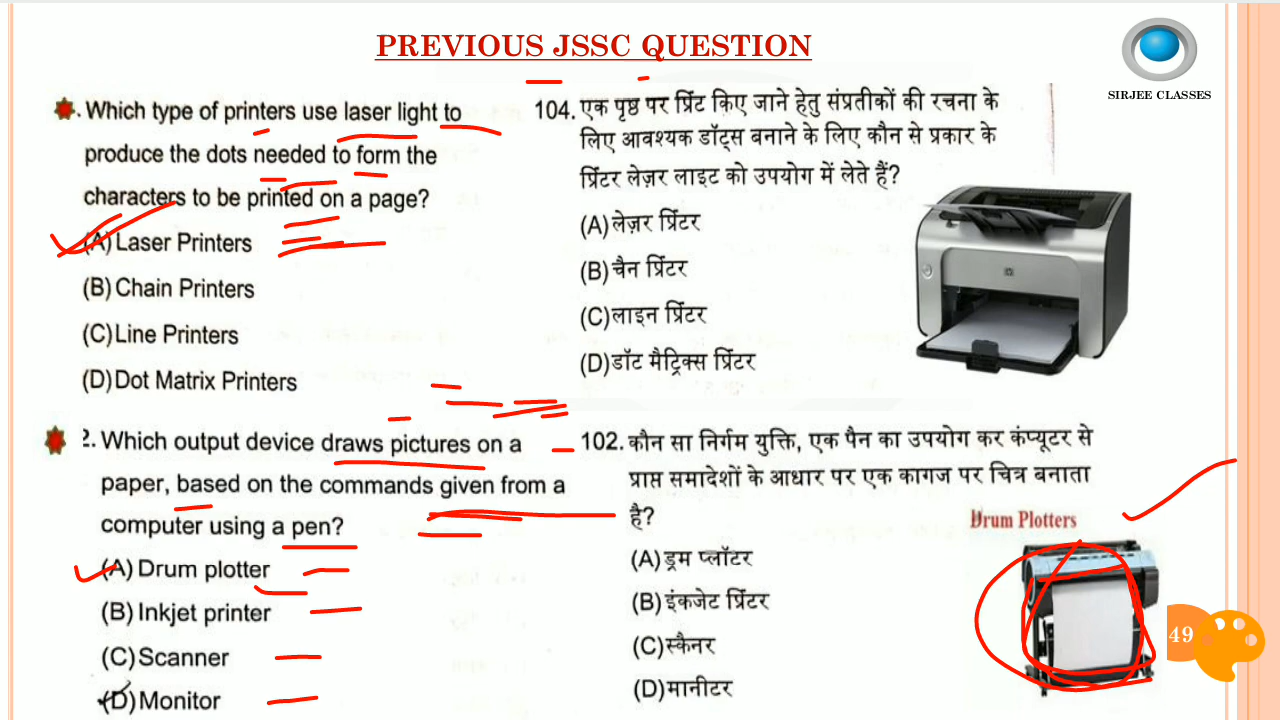 PREVIOUS JSSC QUESTION
SIRJEE CLASSES
. Which type of printers use laser light to
produce the dots needed to form the
characters to be printed on a page?
(A) Laser Printers
(B) Chain Printers
(C) Line Printers
(D) Dot Matrix Printers
104. एक पृष्ठ पर प्रिंट किए जाने हेतु संप्रतीकों की रचना के
लिए आवश्यक डॉट्स बनाने के लिए कौन से प्रकार के
प्रिंटर लेज़र लाइट को उपयोग में लेते हैं?
(A) लेज़र प्रिंटर
(B) चैन प्रिंटर
(C) लाइन प्रिंटर
(D) डॉट मैट्रिक्स प्रिंटर
2. Which output device draws pictures on a
paper, based on the commands given from a
computer using a pen?
(A) Drum plotter
(B) Inkjet printer
(C) Scanner
(D) Monitor
102. कौन सा निर्गम युक्ति, एक पैन का उपयोग कर कंप्यूटर से
प्राप्त समादेशों के आधार पर एक कागज पर चित्र बनाता
है?
(A) ड्रम प्लॉटर
(B) इंकजेट प्रिंटर
(C) स्कैनर
(D) मानीटर
Drum Plotters
49